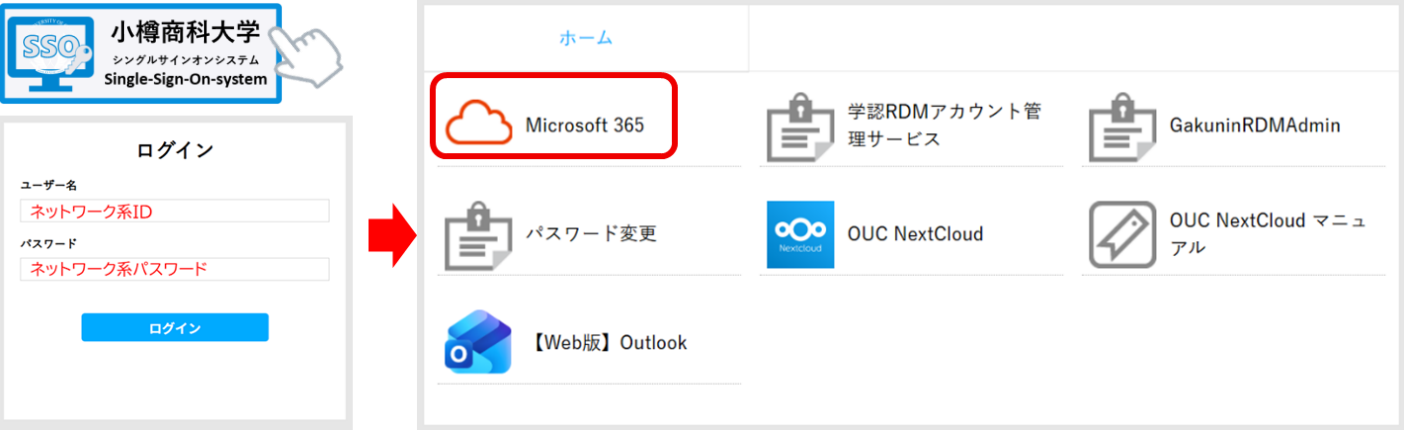 SSO
小樽商科大学
シングルサインオンシステム
Single-Sign-On-system
ログイン
ユーザー名
ネットワーク系ID
パスワード
ネットワーク系パスワード
ログイン
ホーム
Microsoft 365
学認RDMアカウント管
理サービス
GakuninRDMAdmin
パスワード変更
Nextcloud
OUC NextCloud
OUC NextCloud マニュ
アル
O
【Web版】Outlook